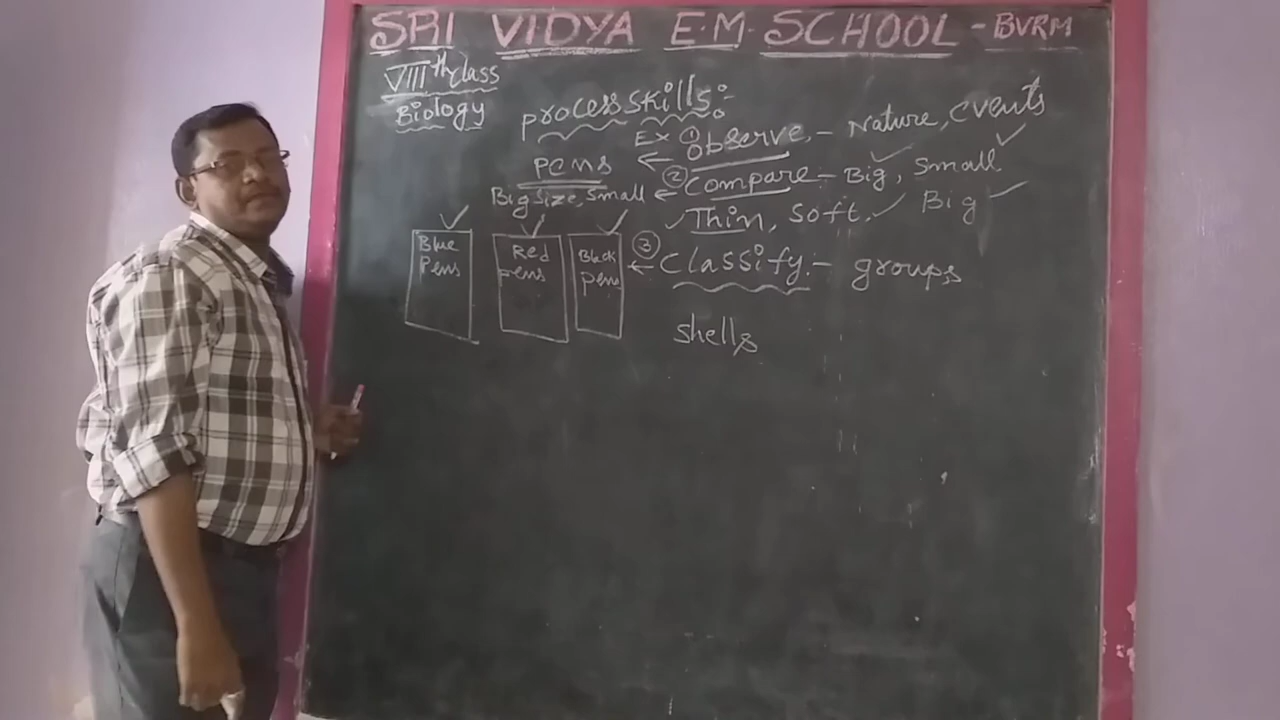 SRI VIDYA E.M. SCHOOL - BVRM
VIIIth class
Biology
process skills:-
Ex ① Observe, - Nature, events
pens ←
② Compare - Big, Small
Big size, Small ←
Thin, Soft. Big
③ Classify:- groups
←
Blue Pens
Red pens
Black pens
shells